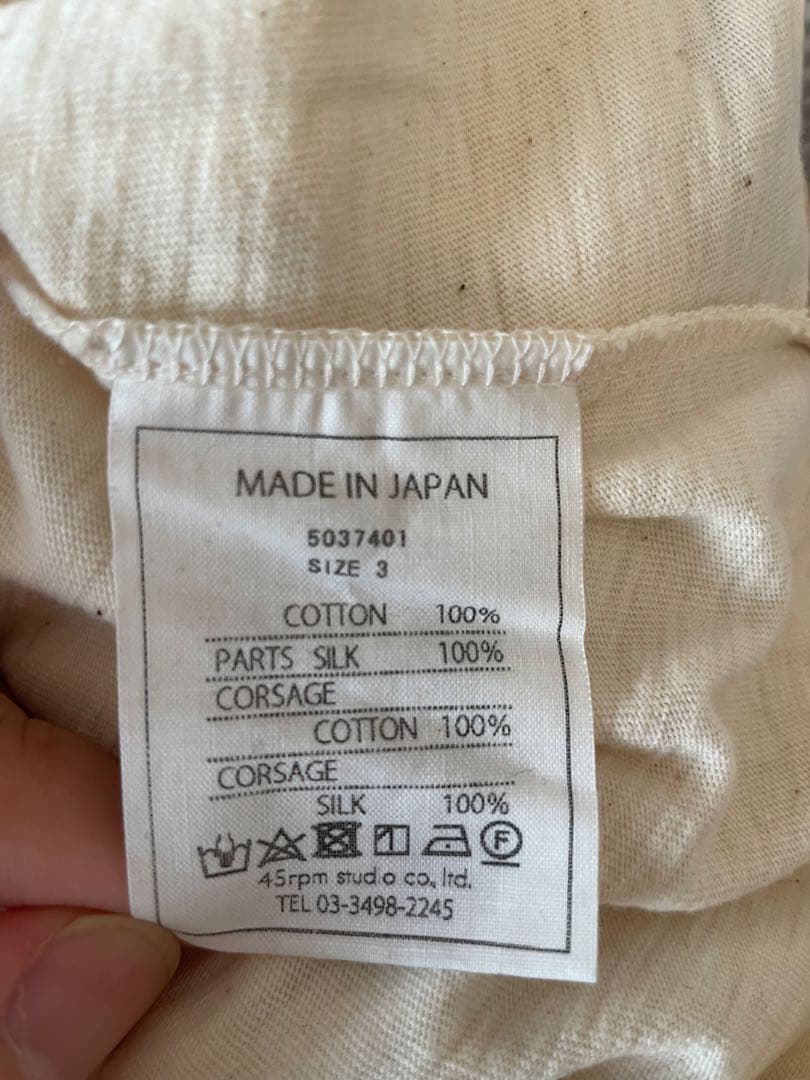 MADE IN JAPAN
5037401
SIZE 3
COTTON 100%
PARTS SILK 100%
CORSAGE
COTTON 100%
CORSAGE
SILK 100%
F
45rpm studio co., ltd.
TEL 03-3498-2245